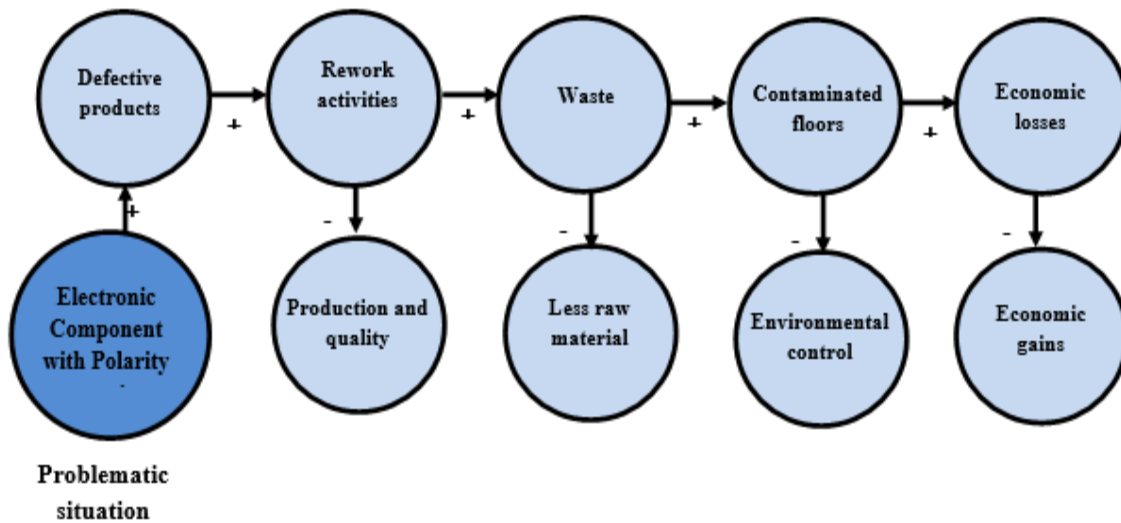 Defective
products
+
Rework
activities
+
Waste
+
Contaminated
floors
+
Economic
losses
+
-
-
-
-
Electronic
Component
with Polarity
Production and
quality
Less raw
material
Environmental
control
Economic
gains
Problematic
situation